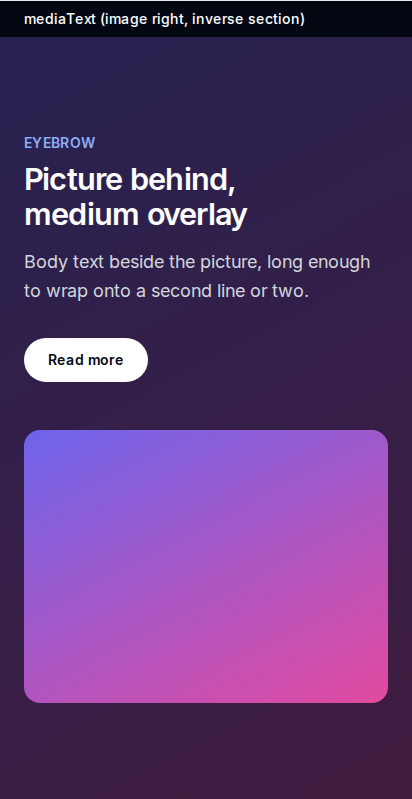 mediaText (image right, inverse section)
EYEBROW
Picture behind,
medium overlay
Body text beside the picture, long enough
to wrap onto a second line or two.
Read more